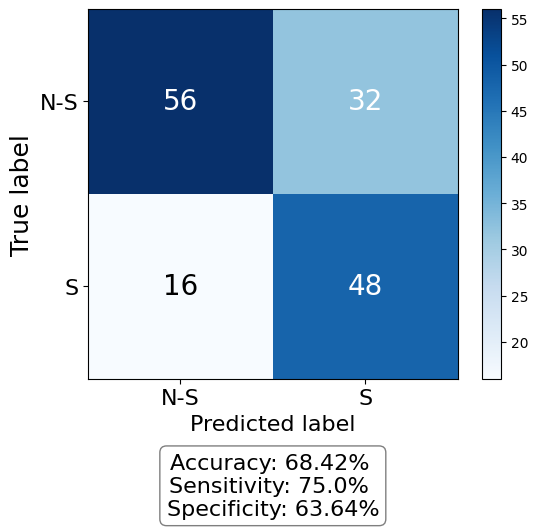 56 32
16 48
N-S
S
True label
N-S S
Predicted label
55
50
45
40
35
30
25
20
Accuracy: 68.42%
Sensitivity: 75.0%
Specificity: 63.64%